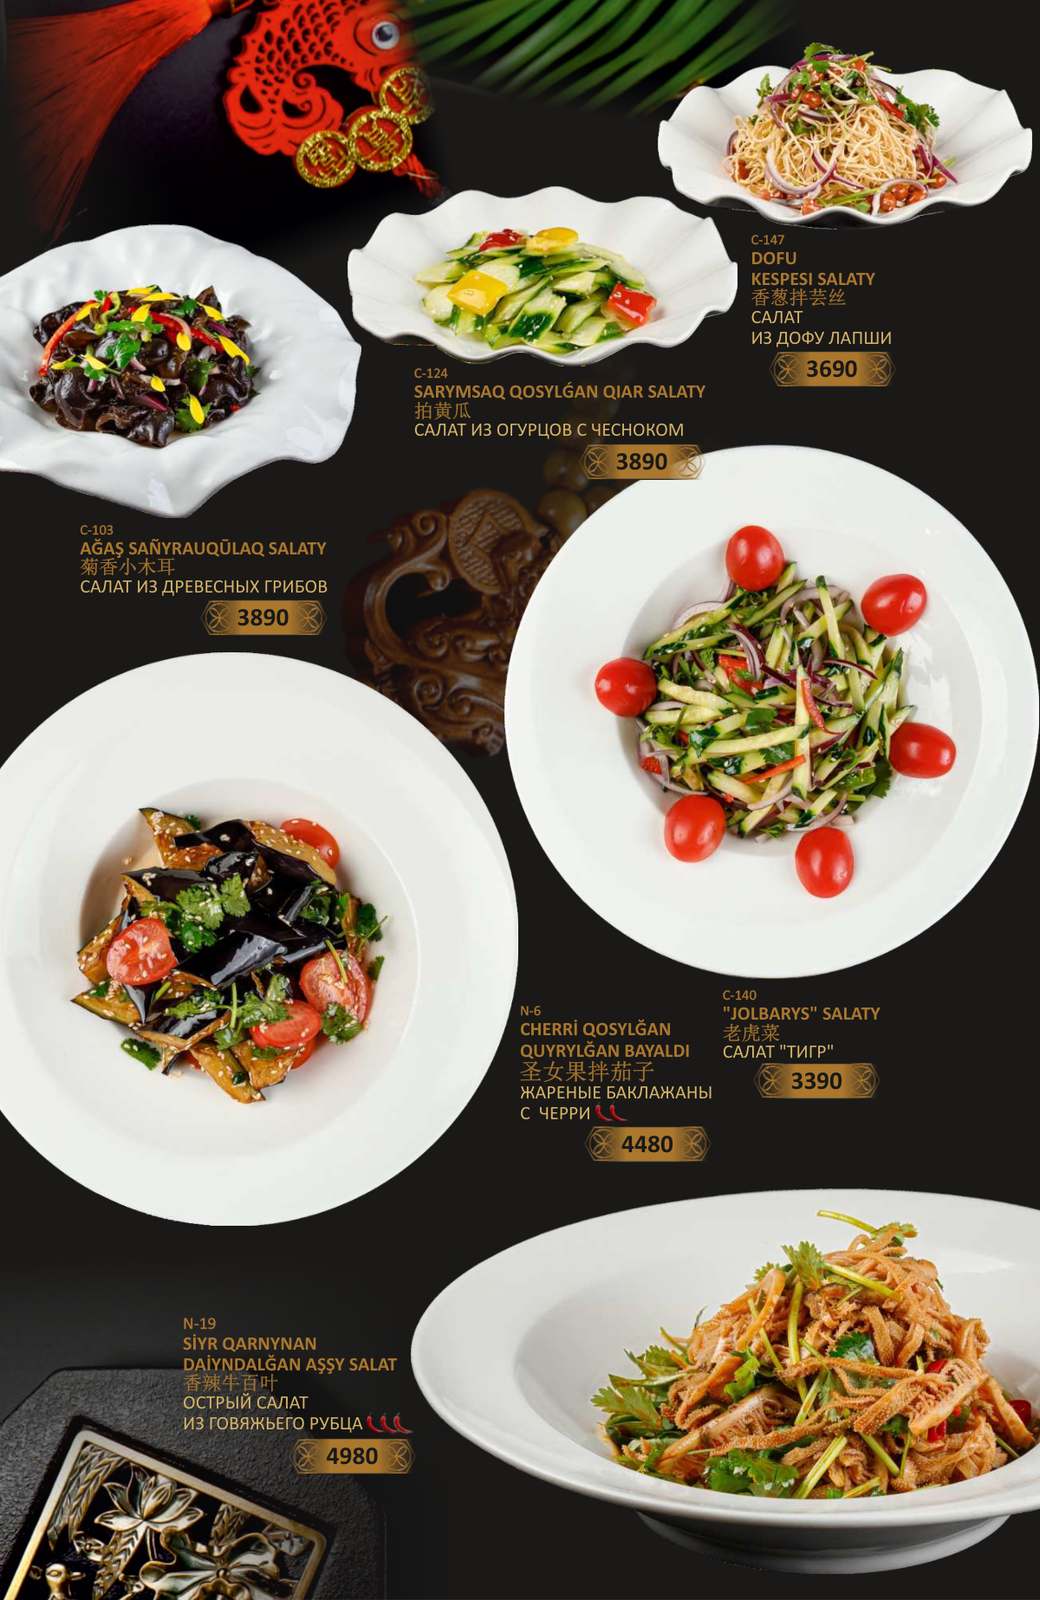 C-147
DOFU
KESPESI SALATY
香葱拌芸丝
САЛАТ
ИЗ ДОФУ ЛАПШИ
3690
C-124
SARYMSAQ QOSYLǴAN QIAR SALATY
拍黄瓜
САЛАТ ИЗ ОГУРЦОВ С ЧЕСНОКОМ
3890
C-103
AĞAŞ SAÑYRAUQŪLAQ SALATY
菊香小木耳
САЛАТ ИЗ ДРЕВЕСНЫХ ГРИБОВ
3890
C-140
"JOLBARYS" SALATY
老虎菜
САЛАТ "ТИГР"
3390
N-6
CHERRİ QOSYLĞAN
QUYRYLĞAN BAYALDI
圣女果拌茄子
ЖАРЕНЫЕ БАКЛАЖАНЫ
С ЧЕРРИ
4480
N-19
SİYR QARNYNAN
DAİYNDALĞAN AŞŞY SALAT
香辣牛百叶
ОСТРЫЙ САЛАТ
ИЗ ГОВЯЖЬЕГО РУБЦА
4980